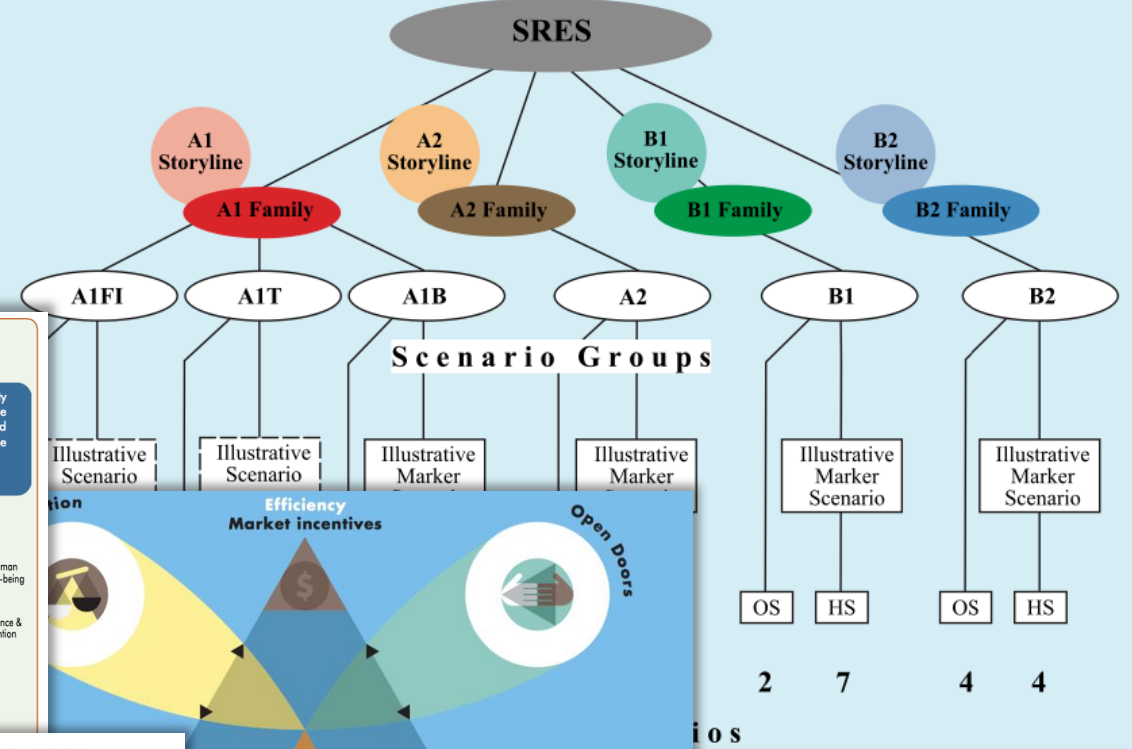 SRES
A1
Storyline
A2
Storyline
B1
Storyline
B2
Storyline
A1 Family
A2 Family
B1 Family
B2 Family
A1FI
A1T
A1B
A2
B1
B2
Scenario Groups
Illustrative
Scenario
Illustrative
Scenario
Illustrative
Marker
Illustrative
Marker
Illustrative
Marker
Scenario
Illustrative
Marker
Scenario
Efficiency
Market incentives
Open Doors
$
OS
HS
OS
HS
2
7
4
4